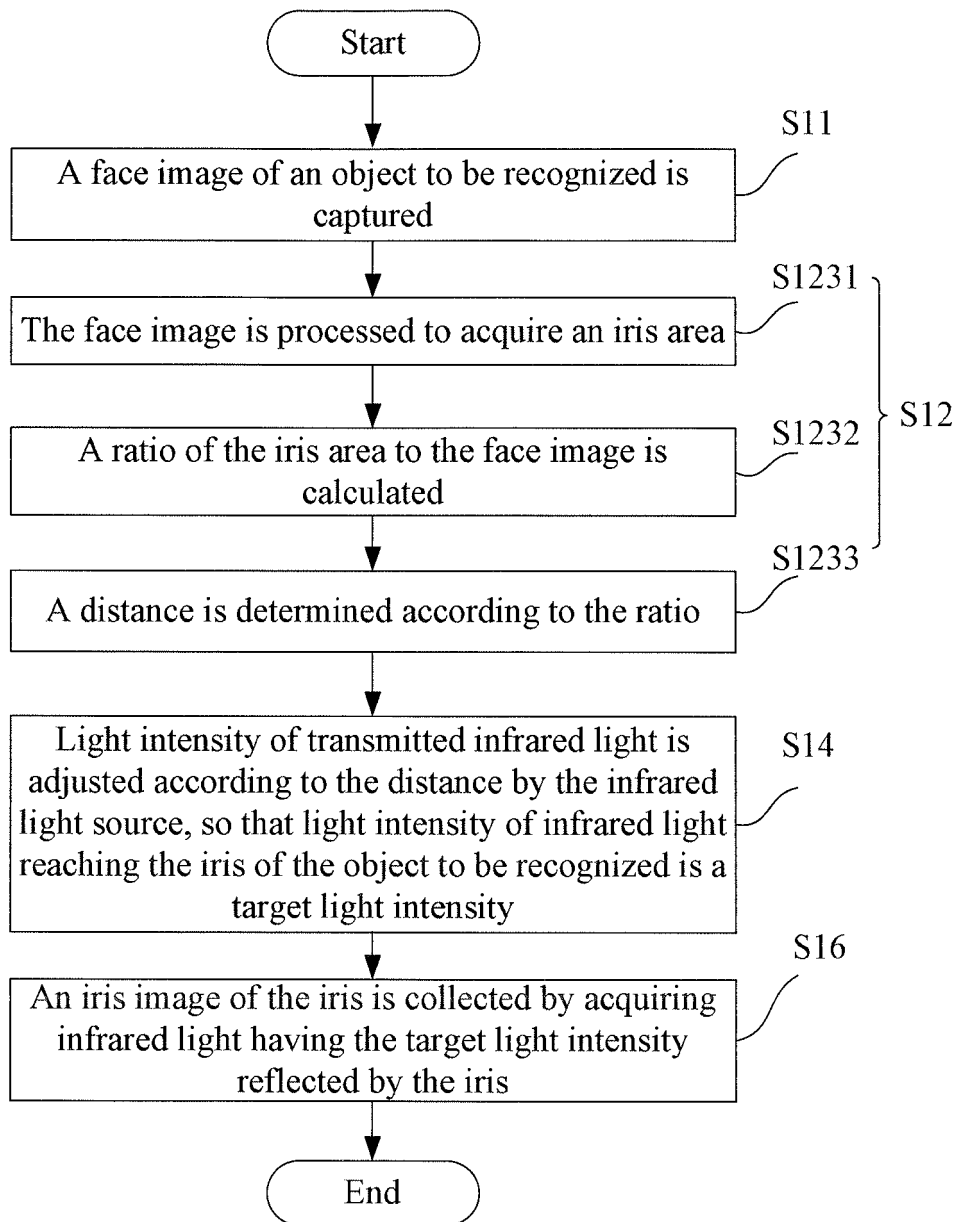 Start
S11
A face image of an object to be recognized is
captured
S1231
The face image is processed to acquire an iris area
S12
S1232
A ratio of the iris area to the face image is
calculated
S1233
A distance is determined according to the ratio
Light intensity of transmitted infrared light is
adjusted according to the distance by the infrared
light source, so that light intensity of infrared light
reaching the iris of the object to be recognized is a
target light intensity
S14
S16
An iris image of the iris is collected by acquiring
infrared light having the target light intensity
reflected by the iris
End